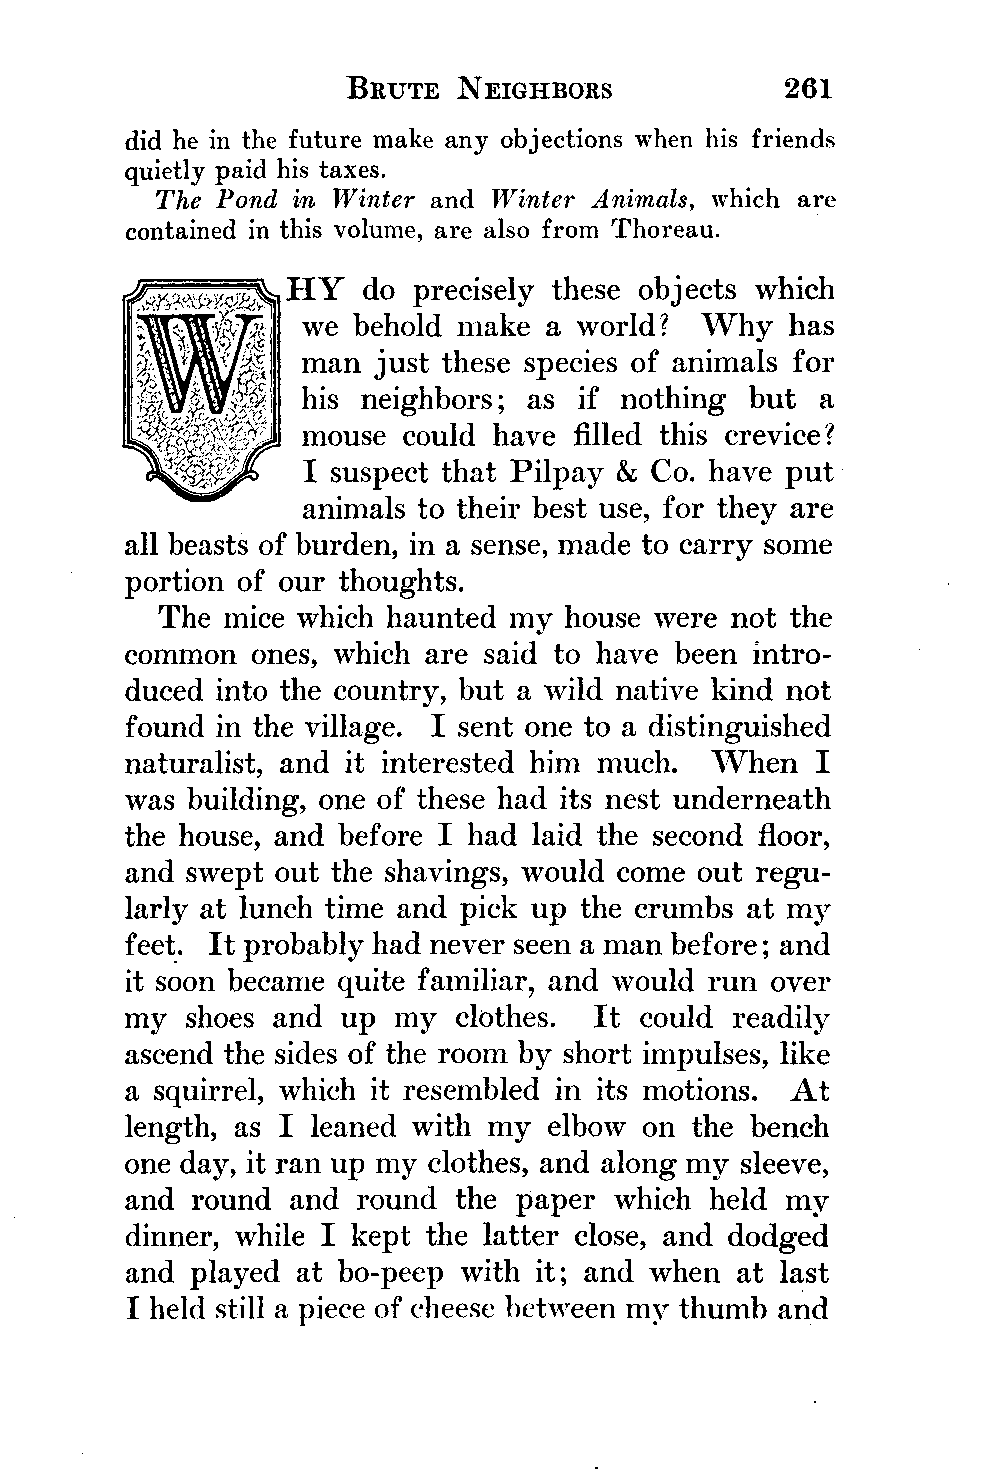 BRUTE NEIGHBORS 261
did he in the future make any objections when his friends
quietly paid his taxes.
The Pond in Winter and Winter Animals, which are
contained in this volume, are also from Thoreau.
WHY do precisely these objects which
we behold make a world? Why has
man just these species of animals for
his neighbors; as if nothing but a
mouse could have filled this crevice?
I suspect that Pilpay & Co. have put
animals to their best use, for they are
all beasts of burden, in a sense, made to carry some
portion of our thoughts.
The mice which haunted my house were not the
common ones, which are said to have been intro-
duced into the country, but a wild native kind not
found in the village. I sent one to a distinguished
naturalist, and it interested him much. When I
was building, one of these had its nest underneath
the house, and before I had laid the second floor,
and swept out the shavings, would come out regu-
larly at lunch time and pick up the crumbs at my
feet. It probably had never seen a man before; and
it soon became quite familiar, and would run over
my shoes and up my clothes. It could readily
ascend the sides of the room by short impulses, like
a squirrel, which it resembled in its motions. At
length, as I leaned with my elbow on the bench
one day, it ran up my clothes, and along my sleeve,
and round and round the paper which held my
dinner, while I kept the latter close, and dodged
and played at bo-peep with it; and when at last
I held still a piece of cheese between my thumb and